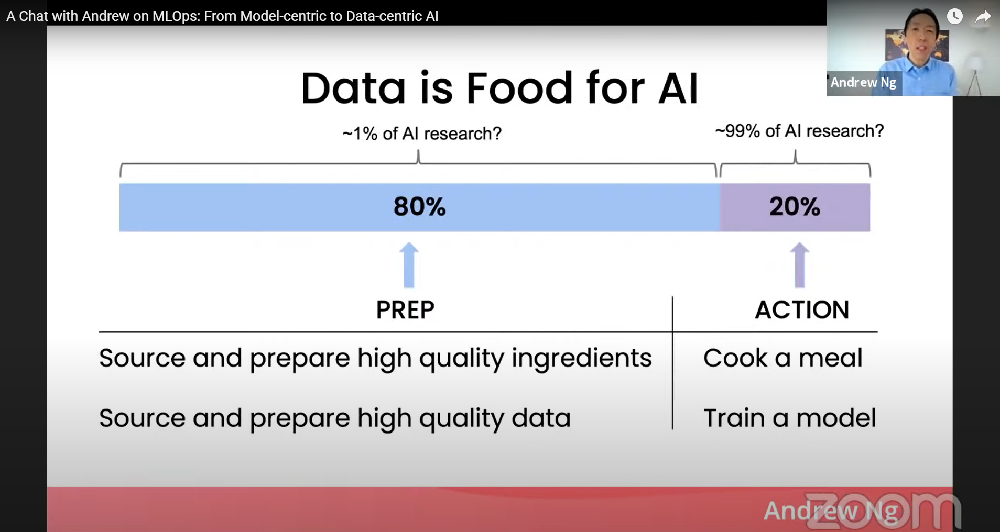 A Chat with Andrew on MLOps: From Model-centric to Data-centric AI
Andrew Ng
Data is Food for AI
~1% of AI research?
~99% of AI research?
80%
20%
PREP
ACTION
Source and prepare high quality ingredients
Cook a meal
Source and prepare high quality data
Train a model
Andrew Ng
zoom